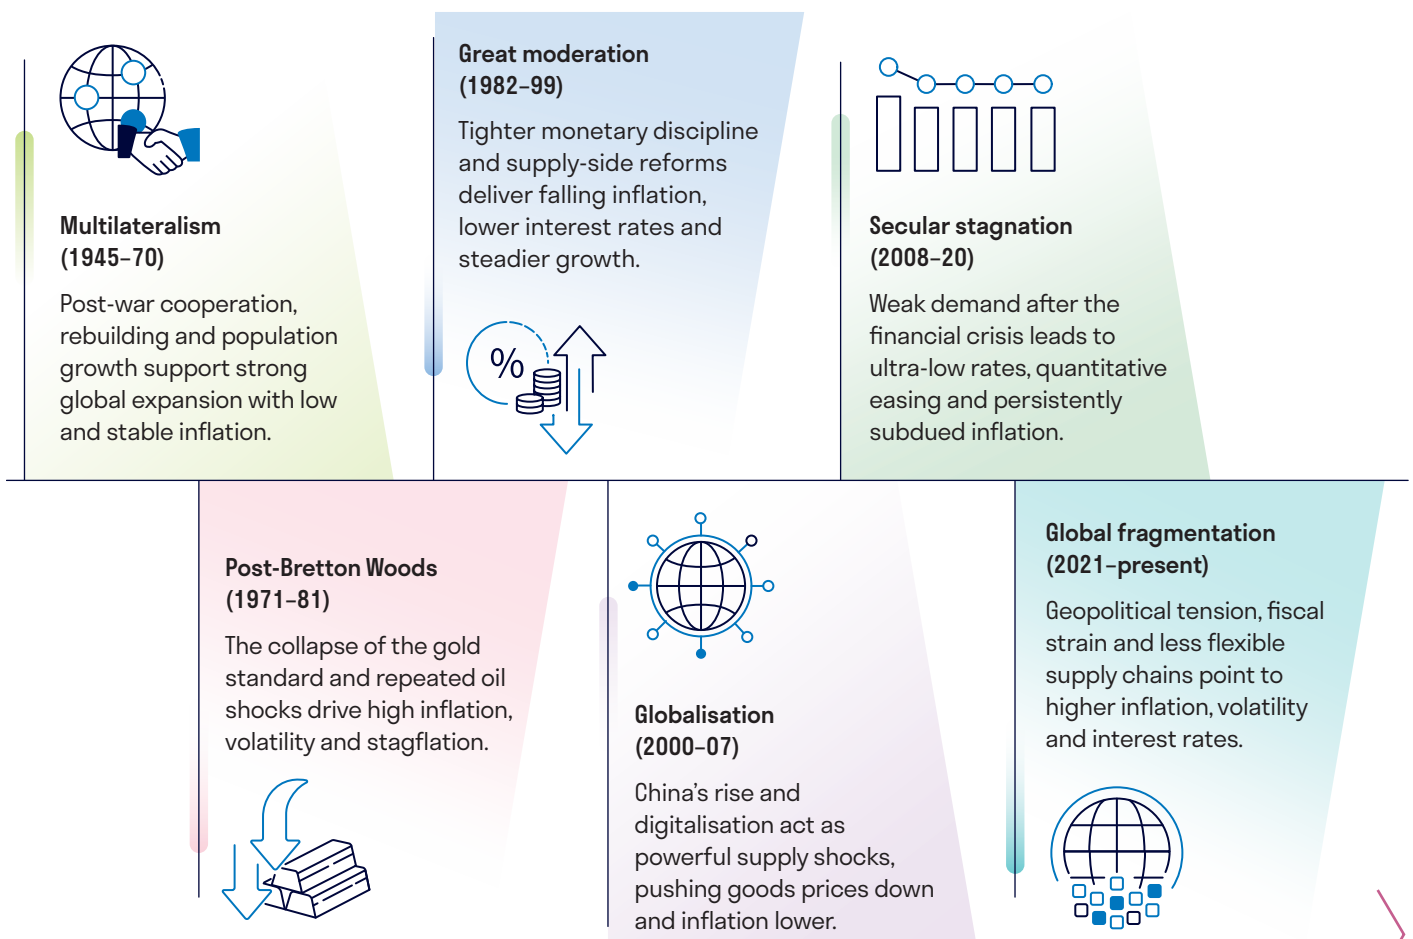 Multilateralism
(1945–70)
Post-war cooperation,
rebuilding and population
growth support strong
global expansion with low
and stable inflation.
Post-Bretton Woods
(1971–81)
The collapse of the gold
standard and repeated oil
shocks drive high inflation,
volatility and stagflation.
Great moderation
(1982–99)
Tighter monetary discipline
and supply-side reforms
deliver falling inflation,
lower interest rates and
steadier growth.
%
Globalisation
(2000–07)
China’s rise and
digitalisation act as
powerful supply shocks,
pushing goods prices down
and inflation lower.
Secular stagnation
(2008–20)
Weak demand after the
financial crisis leads to
ultra-low rates, quantitative
easing and persistently
subdued inflation.
Global fragmentation
(2021–present)
Geopolitical tension, fiscal
strain and less flexible
supply chains point to
higher inflation, volatility
and interest rates.